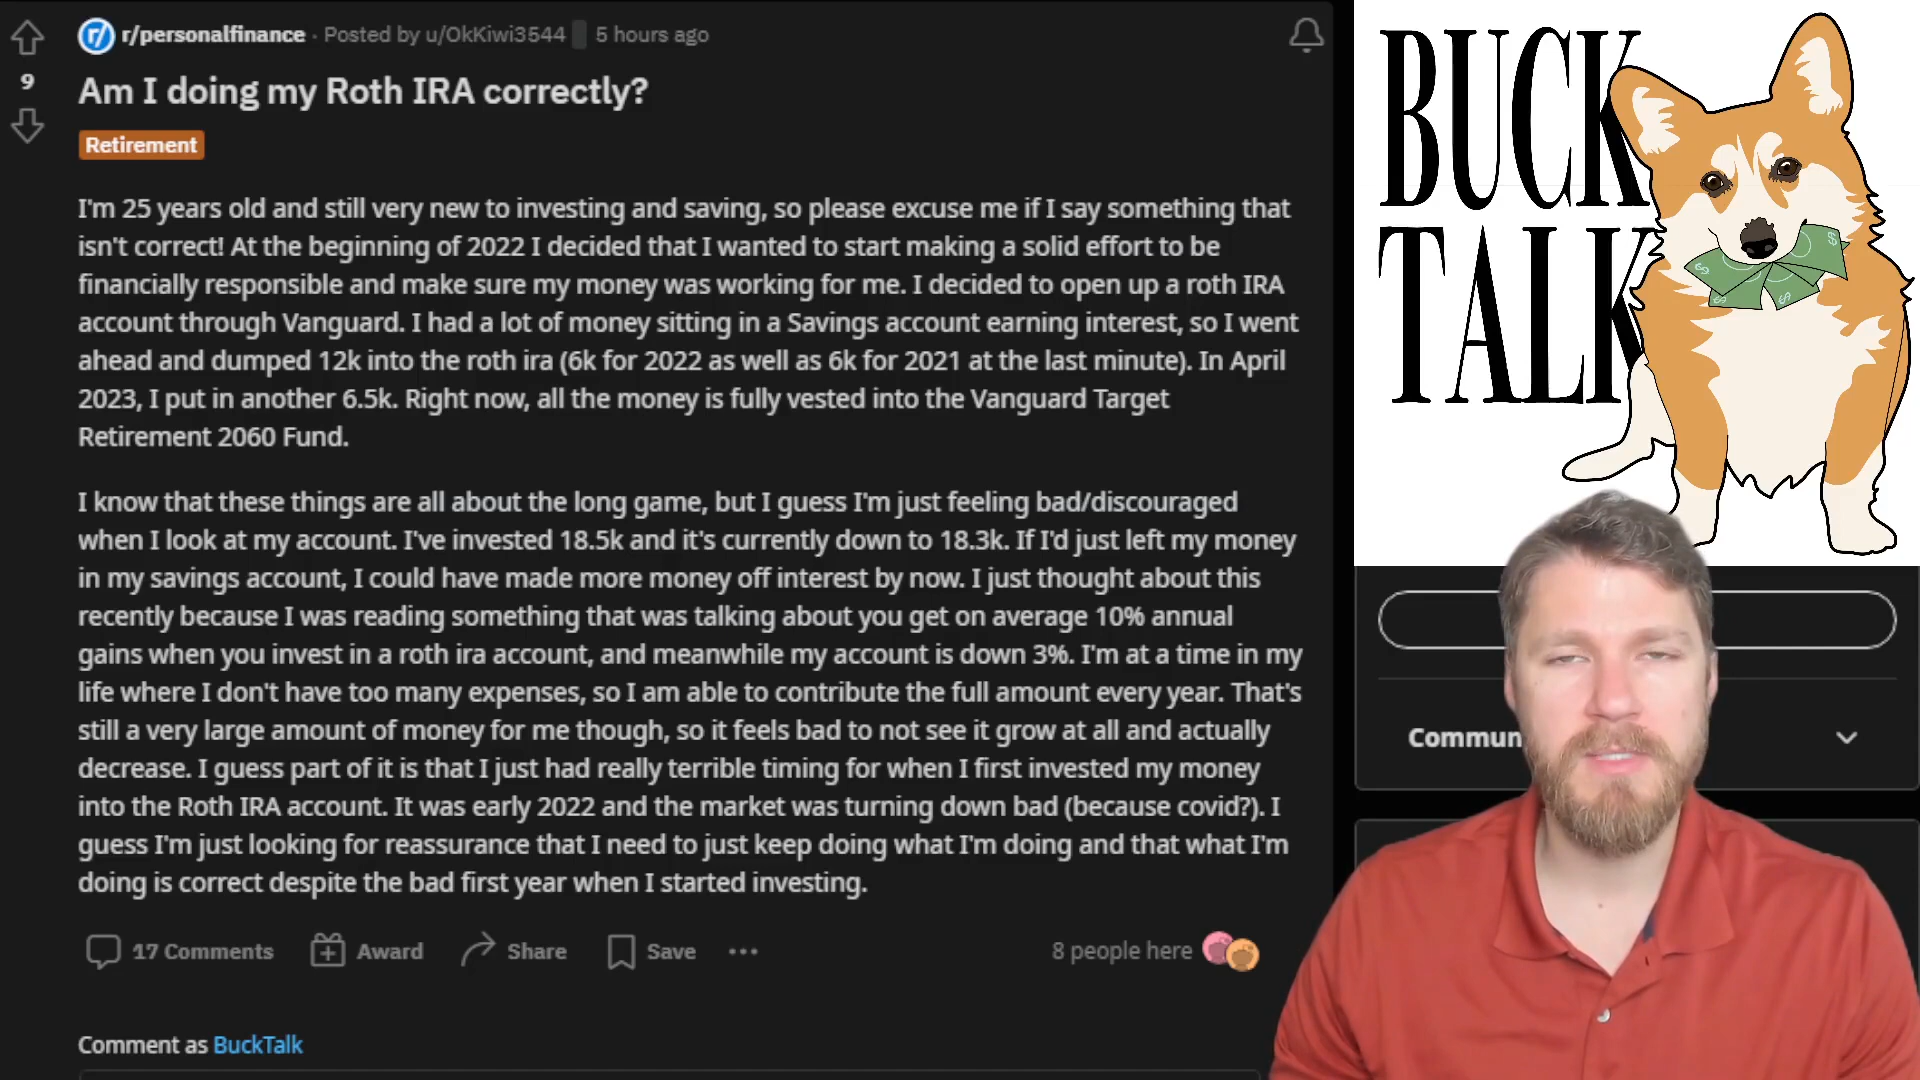 r/personalfinance · Posted by u/OkKiwi3544 5 hours ago
9
Am I doing my Roth IRA correctly?
Retirement
I'm 25 years old and still very new to investing and saving, so please excuse me if I say something that
isn't correct! At the beginning of 2022 I decided that I wanted to start making a solid effort to be
financially responsible and make sure my money was working for me. I decided to open up a roth IRA
account through Vanguard. I had a lot of money sitting in a Savings account earning interest, so I went
ahead and dumped 12k into the roth ira (6k for 2022 as well as 6k for 2021 at the last minute). In April
2023, I put in another 6.5k. Right now, all the money is fully vested into the Vanguard Target
Retirement 2060 Fund.
I know that these things are all about the long game, but I guess I'm just feeling bad/discouraged
when I look at my account. I've invested 18.5k and it's currently down to 18.3k. If I'd just left my money
in my savings account, I could have made more money off interest by now. I just thought about this
recently because I was reading something that was talking about you get on average 10% annual
gains when you invest in a roth ira account, and meanwhile my account is down 3%. I'm at a time in my
life where I don't have too many expenses, so I am able to contribute the full amount every year. That's
still a very large amount of money for me though, so it feels bad to not see it grow at all and actually
decrease. I guess part of it is that I just had really terrible timing for when I first invested my money
into the Roth IRA account. It was early 2022 and the market was turning down bad (because covid?). I
guess I'm just looking for reassurance that I need to just keep doing what I'm doing and that what I'm
doing is correct despite the bad first year when I started investing.
17 Comments Award Share Save ··· 8 people here
Comment as BuckTalk
BUCK
TALK
$ $
$ $
Commun